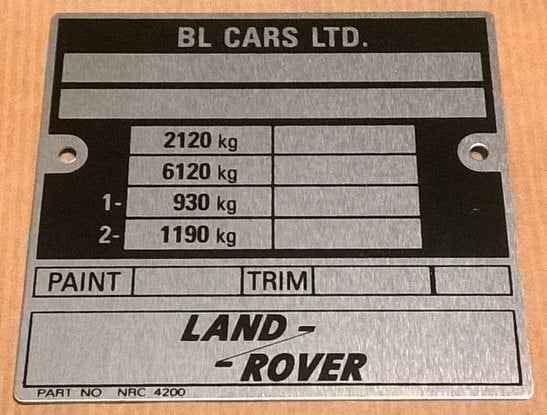 BL CARS LTD.
2120 kg
6120 kg
1- 930 kg
2- 1190 kg
PAINT TRIM
LAND-
-ROVER
PART NO NRC 4200